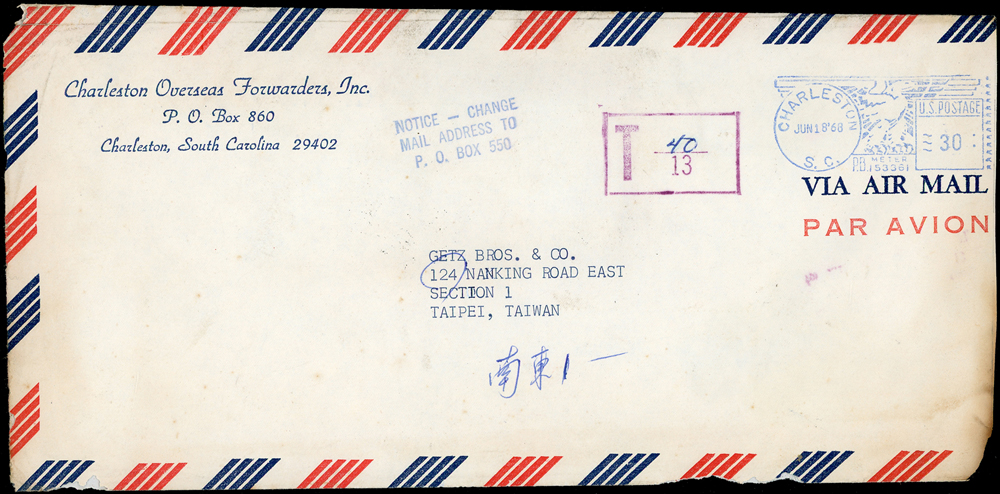 Charleston Overseas Forwarders, Inc.
P. O. Box 860
Charleston, South Carolina 29402
NOTICE — CHANGE
MAIL ADDRESS TO
P. O. BOX 550
T 40
13
CHARLESTON
JUN 18 '68
S. C.
U.S. POSTAGE
30
P.B. METER
153361
VIA AIR MAIL
PAR AVION
GETZ BROS. & CO.
124 NANKING ROAD EAST
SECTION 1
TAIPEI, TAIWAN
南東1一